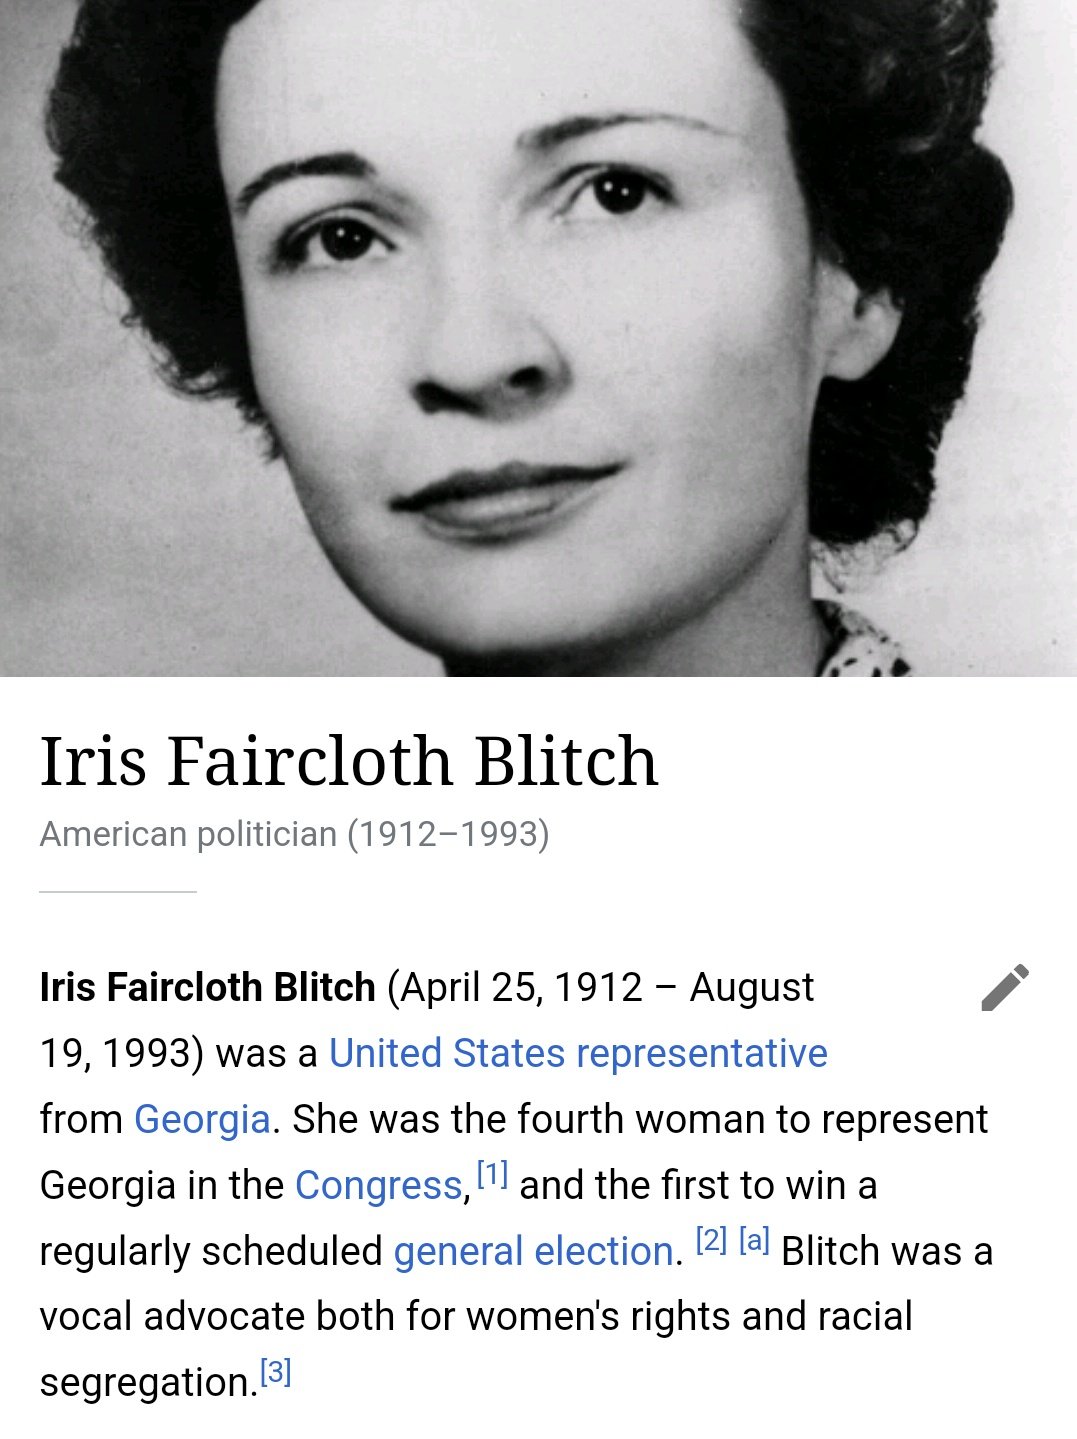 Iris Faircloth Blitch
American politician (1912–1993)
Iris Faircloth Blitch (April 25, 1912 – August
19, 1993) was a United States representative
from Georgia. She was the fourth woman to represent
Georgia in the Congress,[1] and the first to win a
regularly scheduled general election. [2] [a] Blitch was a
vocal advocate both for women's rights and racial
segregation.[3]